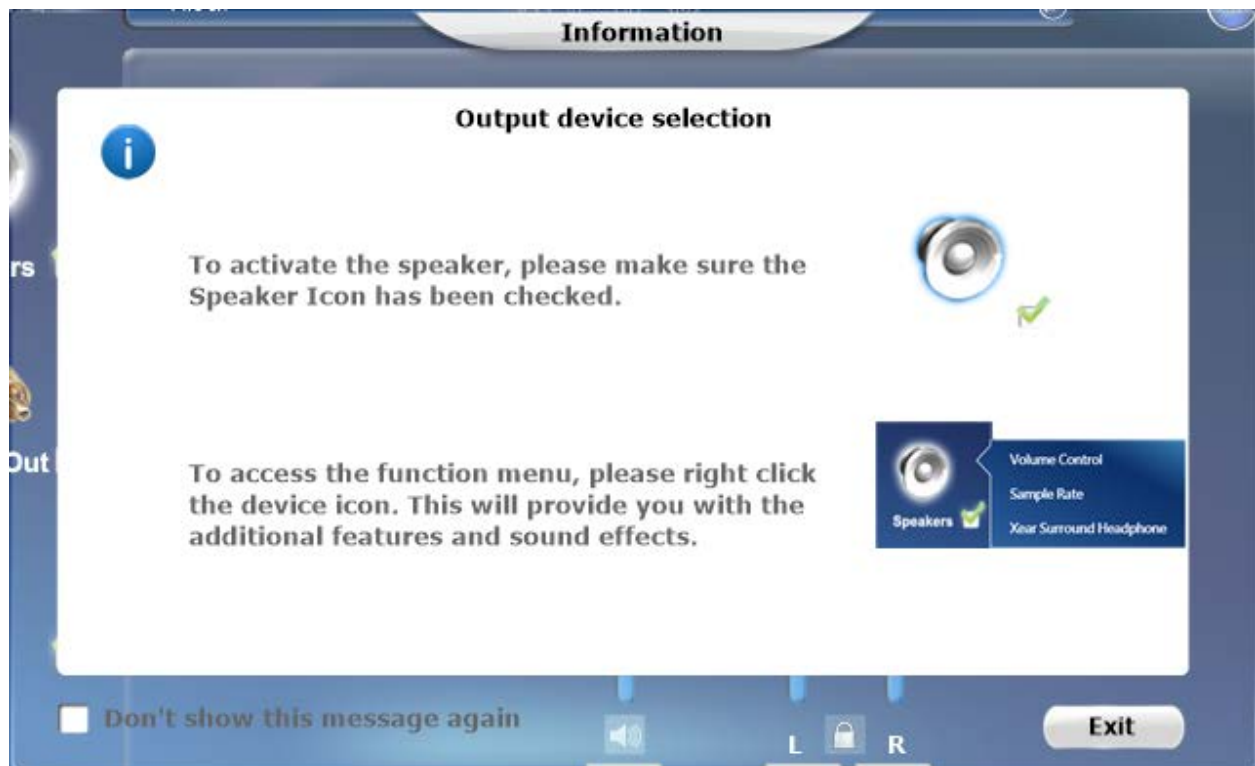 Information
Output device selection
To activate the speaker, please make sure the
Speaker Icon has been checked.
rs
Out
To access the function menu, please right click
the device icon. This will provide you with the
additional features and sound effects.
Speakers
Volume Control
Sample Rate
Xear Surround Headphone
Don't show this message again
L
R
Exit